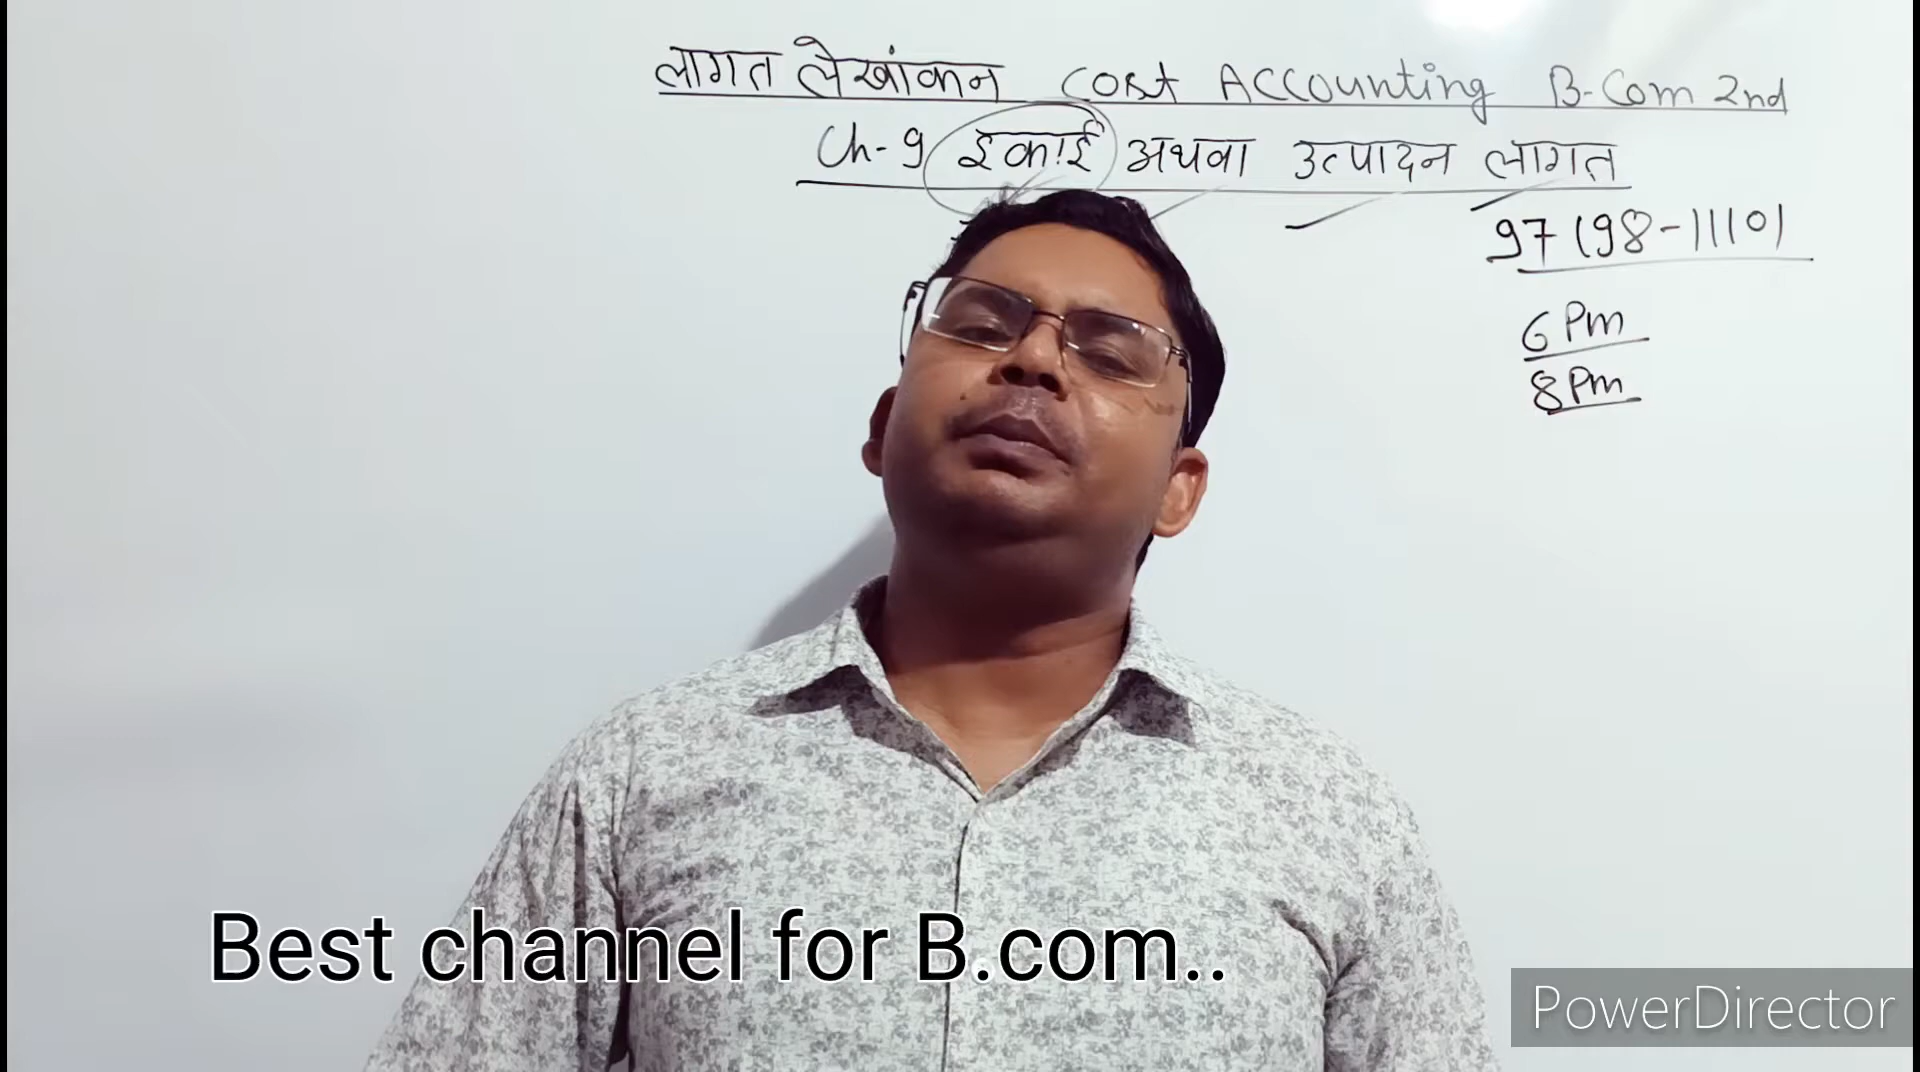 लागत लेखांकन Cost Accounting B-Com 2nd
Ch-9 इकाई अथवा उत्पादन लागत
97198-11101
6 Pm
8 Pm
Best channel for B.com..
PowerDirector